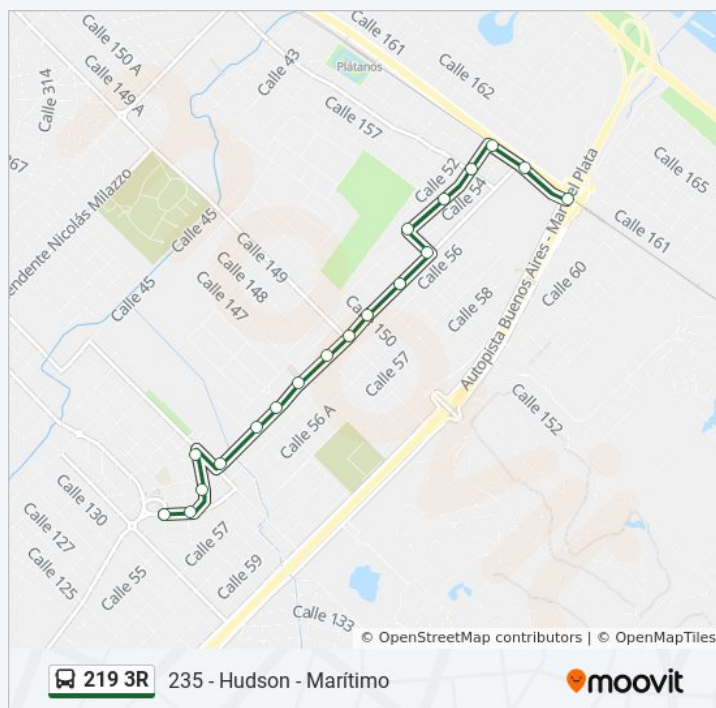 Calle 150 A
Calle 149 A
Calle 314
267
Calle 43
Calle 161
Plátanos
Calle 162
Calle 157
Calle 165
Calle 52
Calle 54
endente Nicolás Milazzo
Calle 45
Calle 56
Calle 161
Calle 149
Calle 148
Calle 147
Calle 45
Calle 150
Calle 58
Calle 60
Autopista Buenos Aires - Mar del Plata
Calle 57
Calle 152
Calle 56 A
Calle 130
Calle 127
Calle 125
Calle 57
Calle 55
Calle 59
Calle 133
© OpenStreetMap contributors | © OpenMapTiles
219 3R
235 - Hudson - Marítimo
moovit